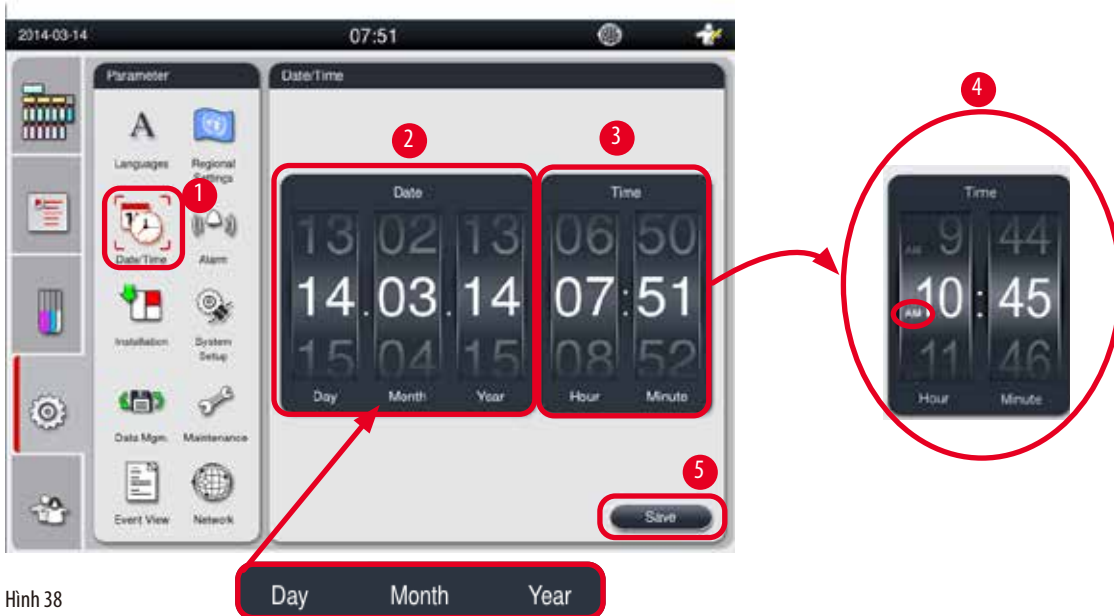 2014-03-14 07:51
Parameter
Date/Time
Languages Regional Settings
Date/Time Alarm
Installation System Setup
Data Mgm. Maintenance
Event View Network
1
2
Date
13 02 13
14.03.14
15 04 15
Day Month Year
3
Time
06 50
07:51
08 52
Hour Minute
4
Time
AM 9 44
AM 10:45
11 46
Hour Minute
5
Save
Day Month Year
Hình 38